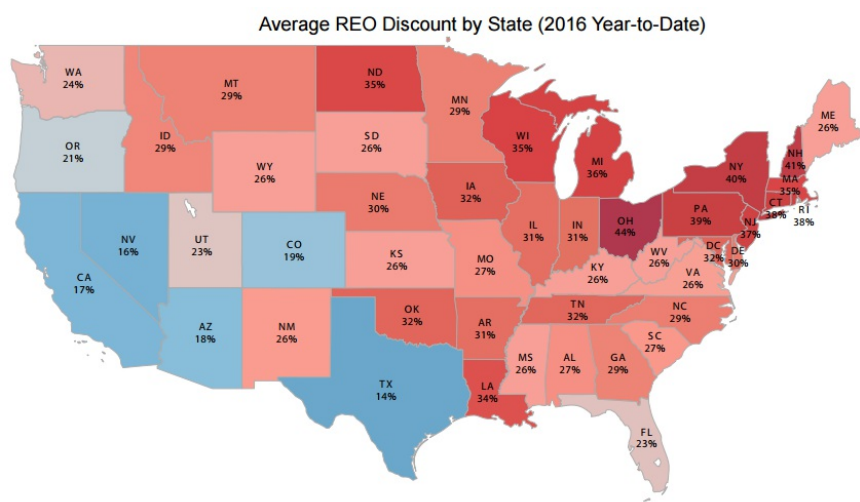 Average REO Discount by State (2016 Year-to-Date)
WA
24%
MT
29%
ND
35%
MN
29%
ME
26%
OR
21%
ID
29%
SD
26%
WI
35%
NH
41%
NY
40%
MI
36%
MA
35%
WY
26%
IA
32%
CT
38%
RI
38%
PA
39%
NE
30%
OH
44%
NJ
37%
NV
16%
UT
23%
CO
19%
IL
31%
IN
31%
DC
32%
DE
30%
WV
26%
KS
26%
MO
27%
KY
26%
VA
26%
CA
17%
TN
32%
NC
29%
AZ
18%
NM
26%
OK
32%
AR
31%
SC
27%
MS
26%
AL
27%
GA
29%
TX
14%
LA
34%
FL
23%